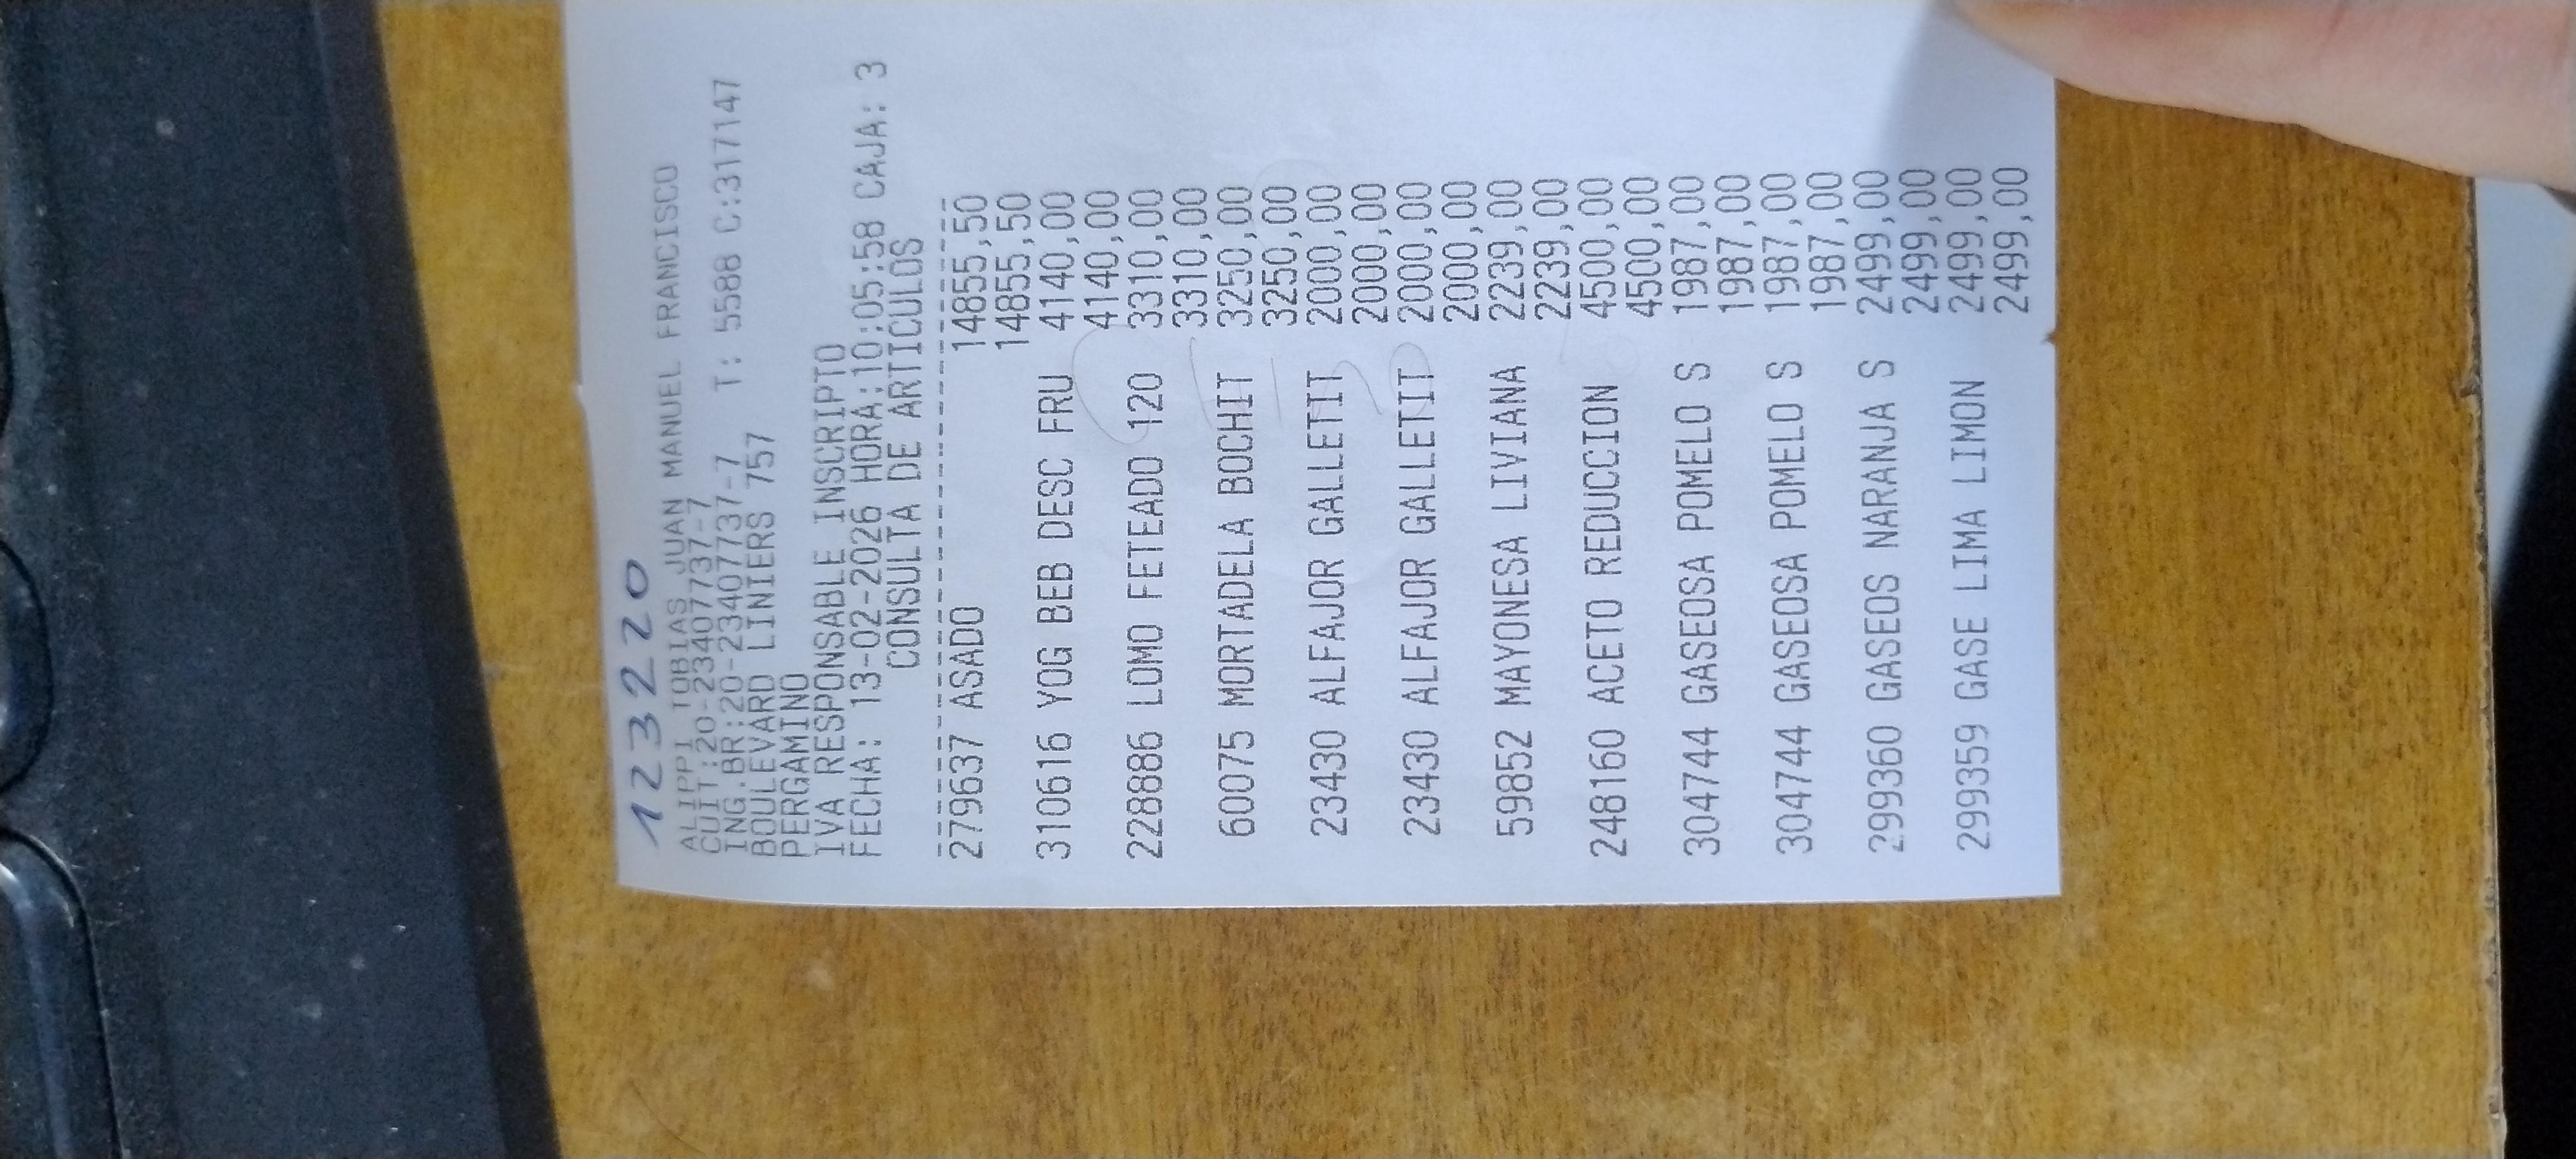 123220
ALIPPI TOBIAS JUAN MANUEL FRANCISCO
CUIT:20-23407737-7
ING.BR:20-23407737-7 T: 5588 C:317147
BOULEVARD LINIERS 757
PERGAMINO
IVA RESPONSABLE INSCRIPTO
FECHA: 13-02-2026 HORA:10:05:58 CAJA: 3
CONSULTA DE ARTICULOS
279637 ASADO 14855,50
14855,50
310616 YOG BEB DESC FRU 4140,00
4140,00
228886 LOMO FETEADO 120 3310,00
3310,00
60075 MORTADELA BOCHIT 3250,00
3250,00
23430 ALFAJOR GALLETIT 2000,00
2000,00
23430 ALFAJOR GALLETIT 2000,00
2000,00
59852 MAYONESA LIVIANA 2239,00
2239,00
248160 ACETO REDUCCION 4500,00
4500,00
304744 GASEOSA POMELO S 1987,00
1987,00
304744 GASEOSA POMELO S 1987,00
1987,00
299360 GASEOS NARANJA S 2499,00
2499,00
299359 GASE LIMA LIMON 2499,00
2499,00